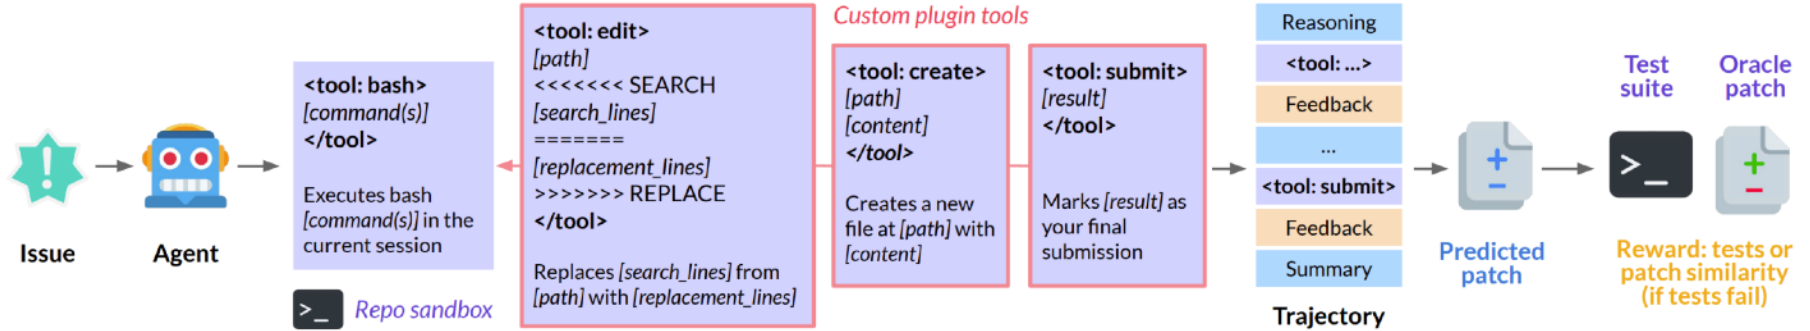 Issue
Agent
<tool: bash>
[command(s)]
</tool>
Executes bash
[command(s)] in the
current session
>_ Repo sandbox
Custom plugin tools
<tool: edit>
[path]
<<<<<<< SEARCH
[search_lines]
=======
[replacement_lines]
>>>>>>> REPLACE
</tool>
Replaces [search_lines] from
[path] with [replacement_lines]
<tool: create>
[path]
[content]
</tool>
Creates a new
file at [path] with
[content]
<tool: submit>
[result]
</tool>
Marks [result] as
your final
submission
Reasoning
<tool: ...>
Feedback
...
<tool: submit>
Feedback
Summary
Trajectory
Predicted
patch
Test
suite
>_
Oracle
patch
Reward: tests or
patch similarity
(if tests fail)